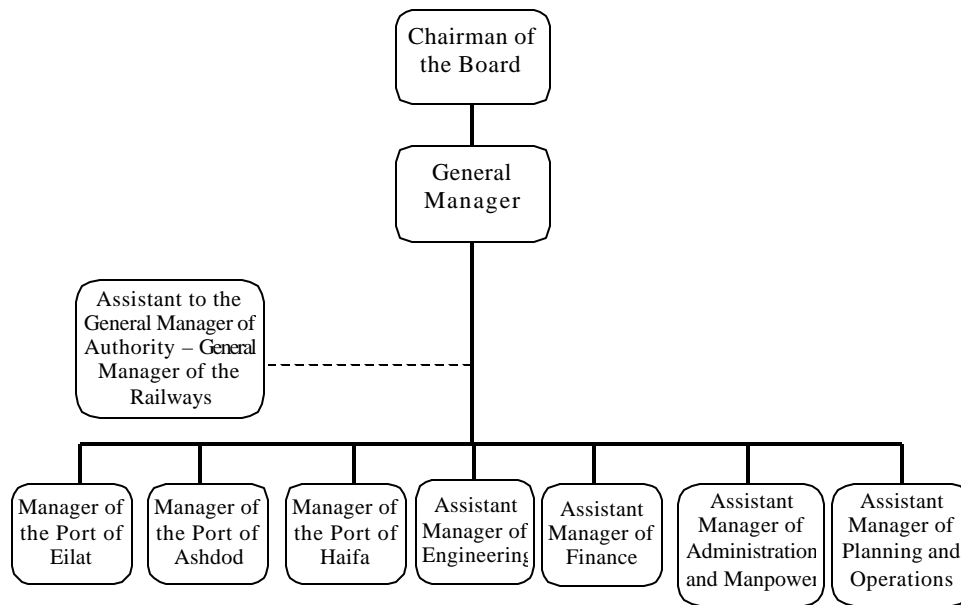 Chairman of
the Board
General
Manager
Assistant to the
General Manager of
Authority – General
Manager of the
Railways
Manager of
the Port of
Eilat
Manager of
the Port of
Ashdod
Manager of
the Port of
Haifa
Assistant
Manager of
Engineering
Assistant
Manager of
Finance
Assistant
Manager of
Administration
and Manpower
Assistant
Manager of
Planning and
Operations